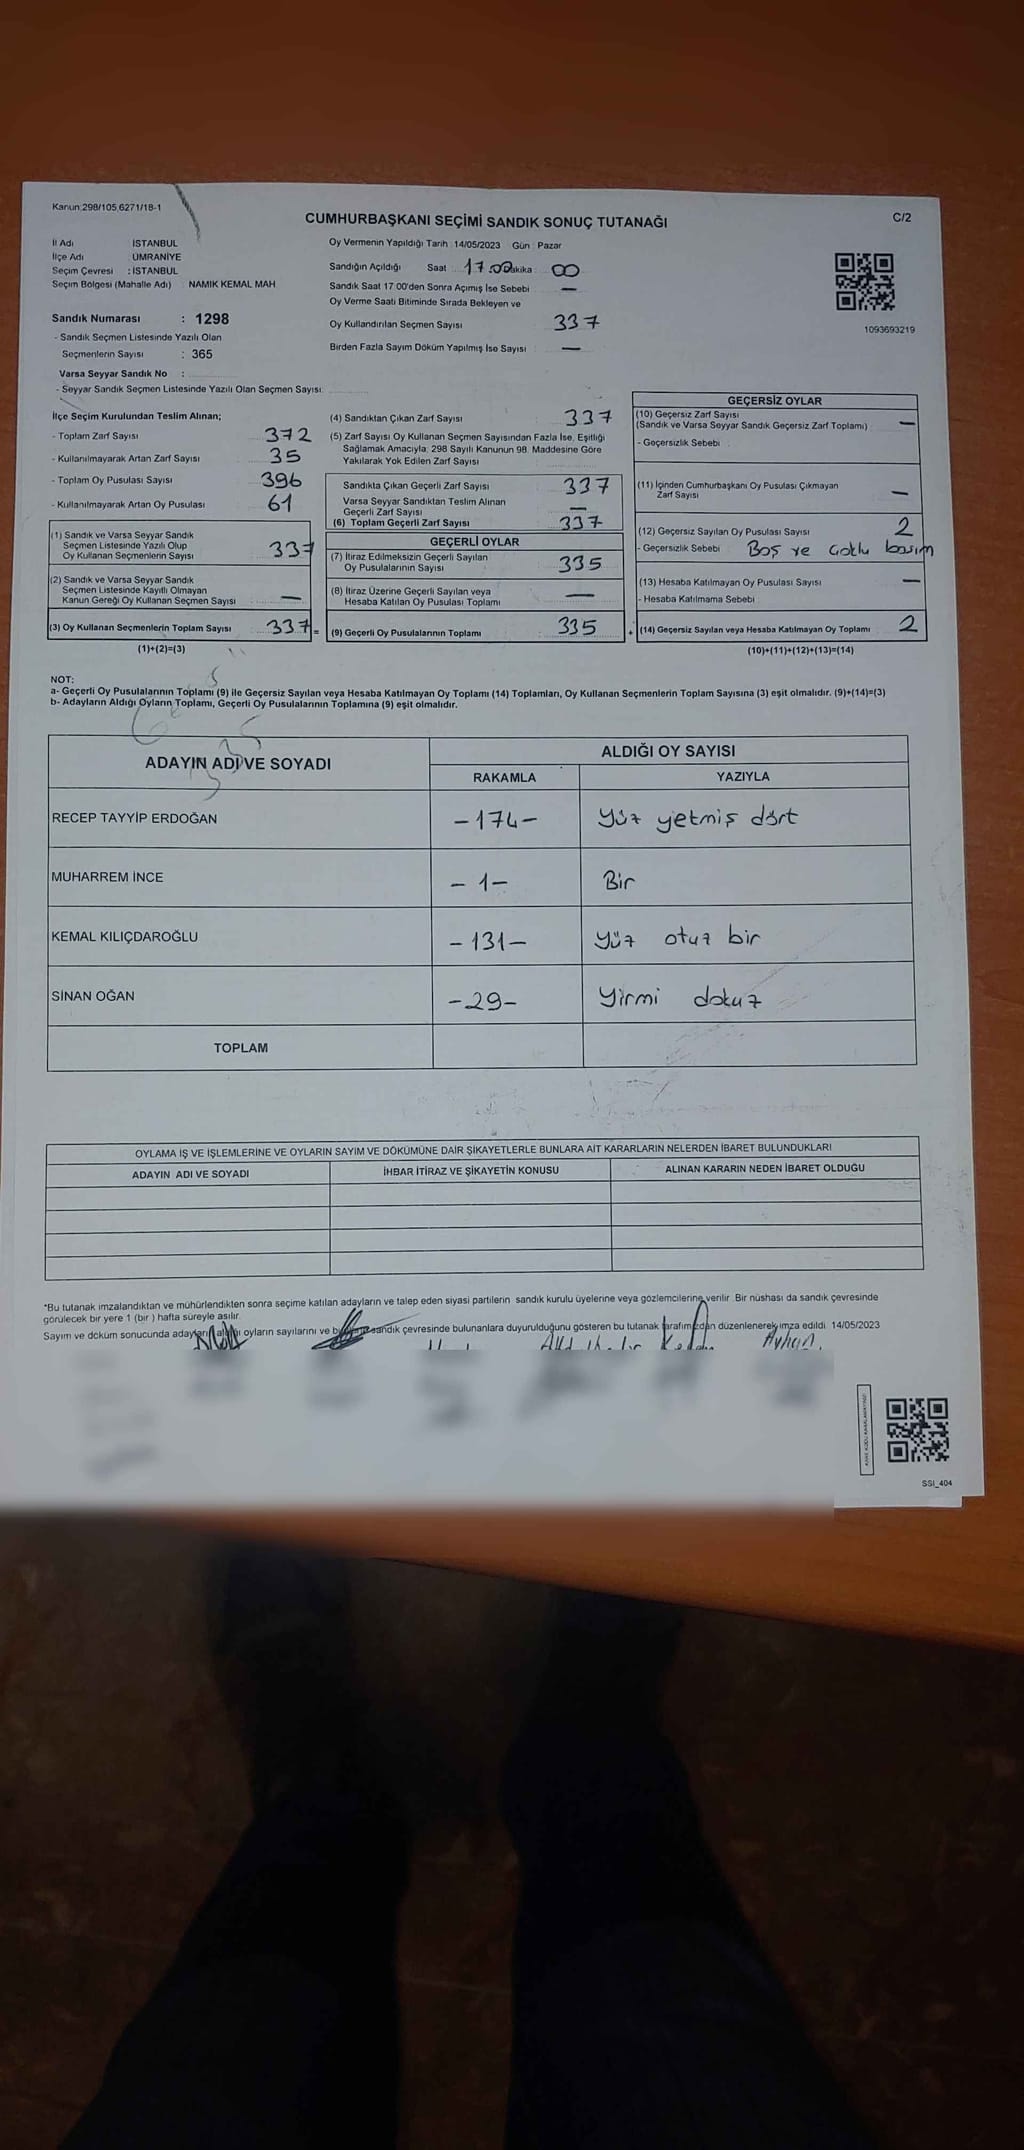 Kanun:298/105,6271/18-1
C/2
CUMHURBAŞKANI SEÇİMİ SANDIK SONUÇ TUTANAĞI
İl Adı İSTANBUL
İlçe Adı ÜMRANİYE
Seçim Çevresi : İSTANBUL
Seçim Bölgesi (Mahalle Adı) NAMIK KEMAL MAH
Sandık Numarası : 1298
- Sandık Seçmen Listesinde Yazılı Olan
Seçmenlerin Sayısı : 365
Varsa Seyyar Sandık No :
- Seyyar Sandık Seçmen Listesinde Yazılı Olan Seçmen Sayısı:
Oy Vermenin Yapıldığı Tarih 14/05/2023 Gün : Pazar
Sandığın Açıldığı Saat 17:00 Dakika 00
Sandık Saat 17 00'den Sonra Açımış İse Sebebi —
Oy Verme Saati Bitiminde Sırada Bekleyen ve
Oy Kullandırılan Seçmen Sayısı 337
Birden Fazla Sayım Döküm Yapılmış İse Sayısı —
1093693219
İlçe Seçim Kurulundan Teslim Alınan;
- Toplam Zarf Sayısı 372
- Kullanılmayarak Artan Zarf Sayısı 35
- Toplam Oy Pusulası Sayısı 396
- Kullanılmayarak Artan Oy Pusulası 61
(1) Sandık ve Varsa Seyyar Sandık
Seçmen Listesinde Yazılı Olup
Oy Kullanan Seçmenlerin Sayısı 337
(2) Sandık ve Varsa Seyyar Sandık
Seçmen Listesinde Kayıtlı Olmayan
Kanun Gereği Oy Kullanan Seçmen Sayısı —
(3) Oy Kullanan Seçmenlerin Toplam Sayısı 337 =
(1)+(2)=(3)
(4) Sandıktan Çıkan Zarf Sayısı 337
(5) Zarf Sayısı Oy Kullanan Seçmen Sayısından Fazla İse, Eşitliği
Sağlamak Amacıyla; 298 Sayılı Kanunun 98. Maddesine Göre
Yakılarak Yok Edilen Zarf Sayısı
Sandıkta Çıkan Geçerli Zarf Sayısı 337
Varsa Seyyar Sandıktan Teslim Alınan
Geçerli Zarf Sayısı —
(6) Toplam Geçerli Zarf Sayısı 337
GEÇERLİ OYLAR
(7) İtiraz Edilmeksizin Geçerli Sayılan
Oy Pusulalarının Sayısı 335
(8) İtiraz Üzerine Geçerli Sayılan veya
Hesaba Katılan Oy Pusulası Toplamı —
(9) Geçerli Oy Pusulalarının Toplamı 335 +
GEÇERSİZ OYLAR
(10) Geçersiz Zarf Sayısı
(Sandık ve Varsa Seyyar Sandık Geçersiz Zarf Toplamı) —
- Geçersizlik Sebebi :
(11) İçinden Cumhurbaşkanı Oy Pusulası Çıkmayan
Zarf Sayısı —
(12) Geçersiz Sayılan Oy Pusulası Sayısı 2
- Geçersizlik Sebebi Boş ve çoklu basım
(13) Hesaba Katılmayan Oy Pusulası Sayısı —
- Hesaba Katılmama Sebebi
(14) Geçersiz Sayılan veya Hesaba Katılmayan Oy Toplamı 2
(10)+(11)+(12)+(13)=(14)
NOT:
a- Geçerli Oy Pusulalarının Toplamı (9) ile Geçersiz Sayılan veya Hesaba Katılmayan Oy Toplamı (14) Toplamları, Oy Kullanan Seçmenlerin Toplam Sayısına (3) eşit olmalıdır. (9)+(14)=(3)
b- Adayların Aldığı Oyların Toplamı, Geçerli Oy Pusulalarının Toplamına (9) eşit olmalıdır.
ADAYIN ADI VE SOYADI
ALDIĞI OY SAYISI
RAKAMLA YAZIYLA
RECEP TAYYİP ERDOĞAN -174- Yüz yetmiş dört
MUHARREM İNCE -1- Bir
KEMAL KILIÇDAROĞLU -131- Yüz otuz bir
SİNAN OĞAN -29- Yirmi dokuz
TOPLAM
OYLAMA İŞ VE İŞLEMLERİNE VE OYLARIN SAYIM VE DÖKÜMÜNE DAİR ŞİKAYETLERLE BUNLARA AİT KARARLARIN NELERDEN İBARET BULUNDUKLARI
ADAYIN ADI VE SOYADI İHBAR İTİRAZ VE ŞİKAYETİN KONUSU ALINAN KARARIN NEDEN İBARET OLDUĞU
*Bu tutanak imzalandıktan ve mühürlendikten sonra seçime katılan adayların ve talep eden siyasi partilerin sandık kurulu üyelerine veya gözlemcilerine verilir. Bir nüshası da sandık çevresinde
görülecek bir yere 1 (bir ) hafta süreyle asılır.
Sayım ve döküm sonucunda adayların aldığı oyların sayılarını ve sandık çevresinde bulunanlara duyurulduğunu gösteren bu tutanak tarafımızdan düzenlenerek imza edildi. 14/05/2023
Ayhan
SSI_404